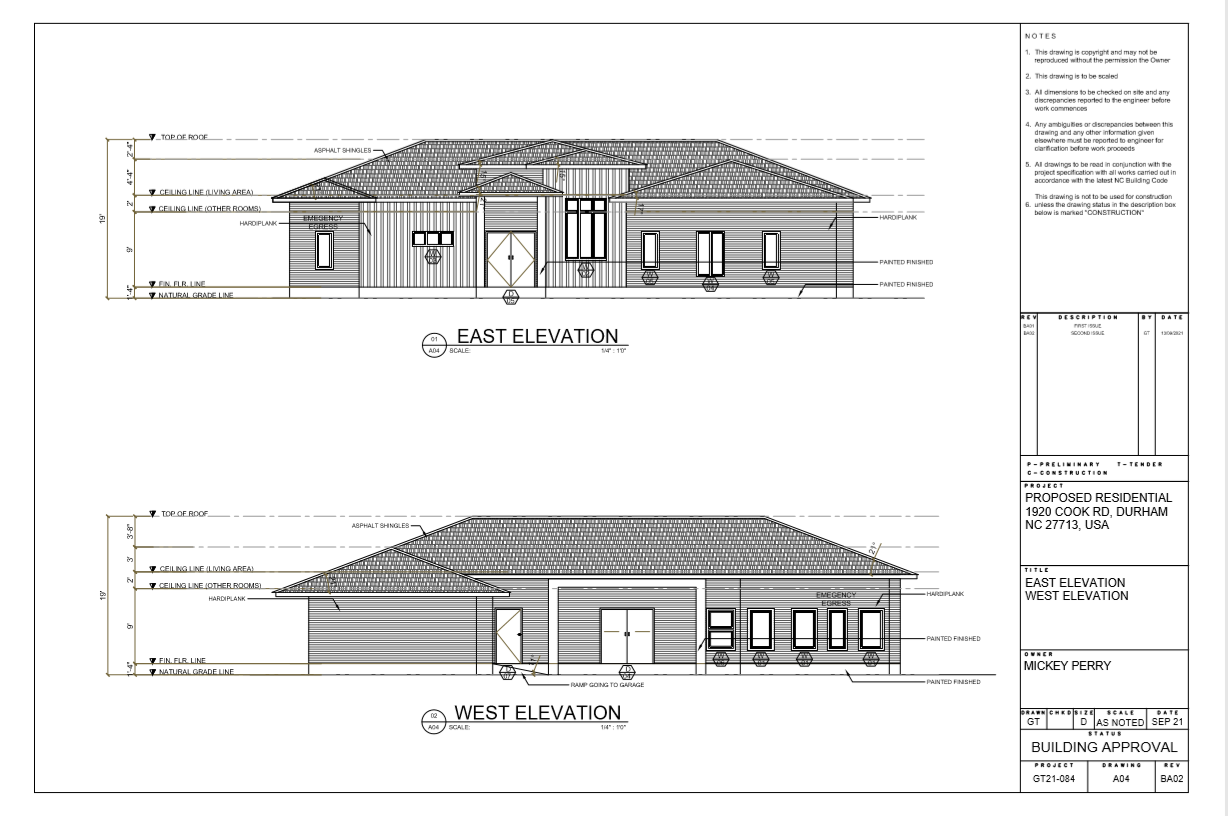 TOP OF ROOF
ASPHALT SHINGLES
CEILING LINE (LIVING AREA)
CEILING LINE (OTHER ROOMS)
EMEGENCY
EGRESS
HARDIPLANK
HARDIPLANK
PAINTED FINISHED
PAINTED FINISHED
FIN. FLR. LINE
NATURAL GRADE LINE
2'-4"
4'-4"
2'
9'
1'-4"
19'
D
05
01
A04
EAST ELEVATION
SCALE:
1/4" : 1'0"
TOP OF ROOF
ASPHALT SHINGLES
CEILING LINE (LIVING AREA)
CEILING LINE (OTHER ROOMS)
HARDIPLANK
EMEGENCY
EGRESS
HARDIPLANK
PAINTED FINISHED
PAINTED FINISHED
FIN. FLR. LINE
NATURAL GRADE LINE
RAMP GOING TO GARAGE
3'-8"
3'
2'
9'
1'-4"
19'
21°
02
A04
WEST ELEVATION
SCALE:
1/4" : 1'0"
NOTES
1. This drawing is copyright and may not be
reproduced without the permission the Owner
2. This drawing is to be scaled
3. All dimensions to be checked on site and any
discrepancies reported to the engineer before
work commences
4. Any ambiguities or discrepancies between this
drawing and any other information given
elsewhere must be reported to engineer for
clarification before work proceeds
5. All drawings to be read in conjunction with the
project specification with all works carried out in
accordance with the latest NC Building Code
This drawing is not to be used for construction
6. unless the drawing status in the description box
below is marked "CONSTRUCTION"
REV DESCRIPTION BY DATE
BA01 FIRST ISSUE
BA02 SECOND ISSUE GT 10/09/2021
P-PRELIMINARY T-TENDER
C-CONSTRUCTION
PROJECT
PROPOSED RESIDENTIAL
1920 COOK RD, DURHAM
NC 27713, USA
TITLE
EAST ELEVATION
WEST ELEVATION
OWNER
MICKEY PERRY
DRAWN CHKD SIZE SCALE DATE
GT D AS NOTED SEP 21
STATUS
BUILDING APPROVAL
PROJECT DRAWING REV
GT21-084 A04 BA02